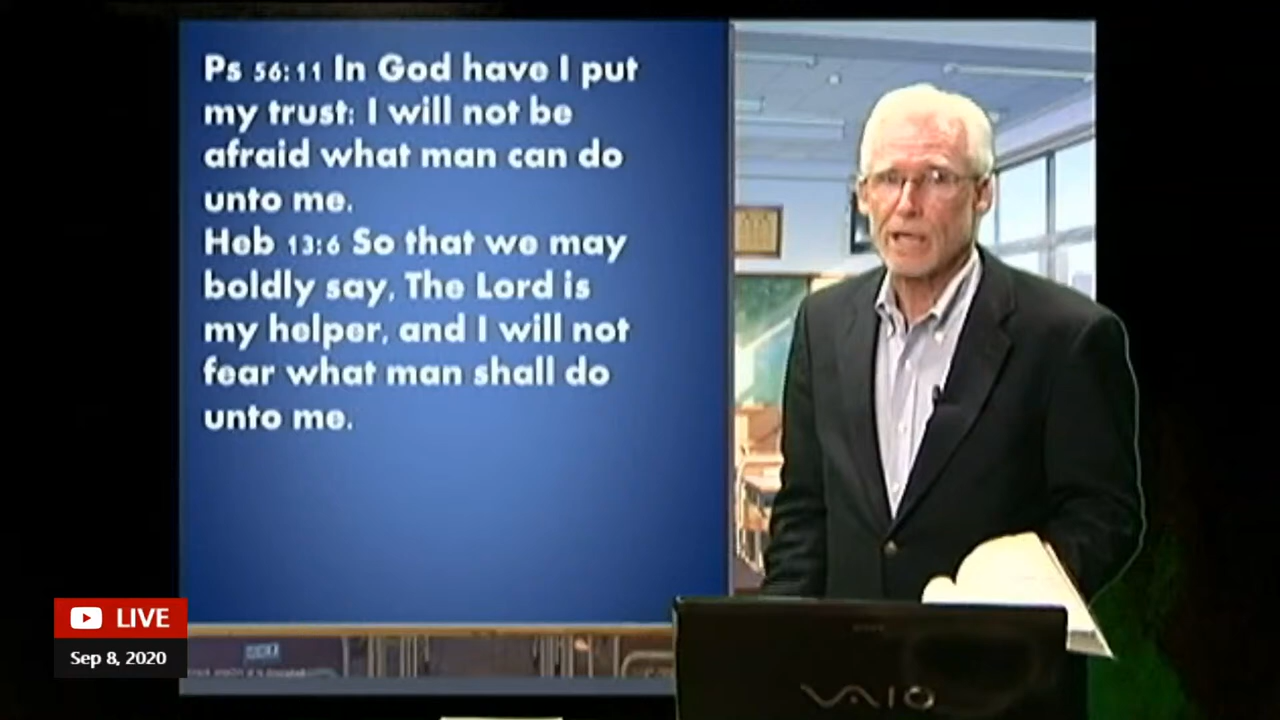 Ps 56:11 In God have I put
my trust: I will not be
afraid what man can do
unto me.
Heb 13:6 So that we may
boldly say, The Lord is
my helper, and I will not
fear what man shall do
unto me.
LIVE
Sep 8, 2020
VAIO